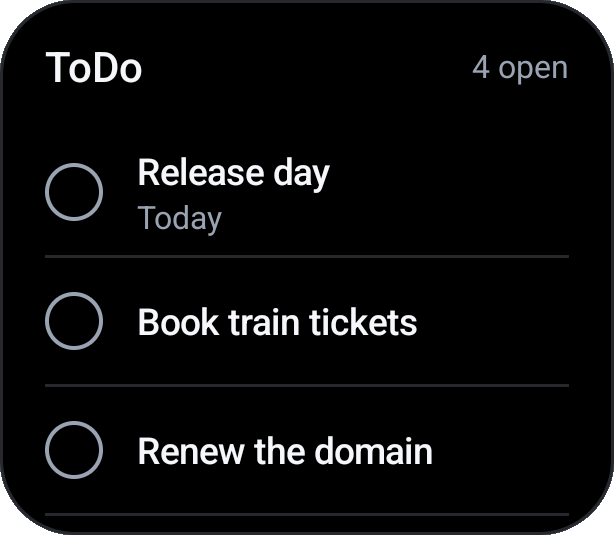 ToDo
4 open
Release day
Today
Book train tickets
Renew the domain